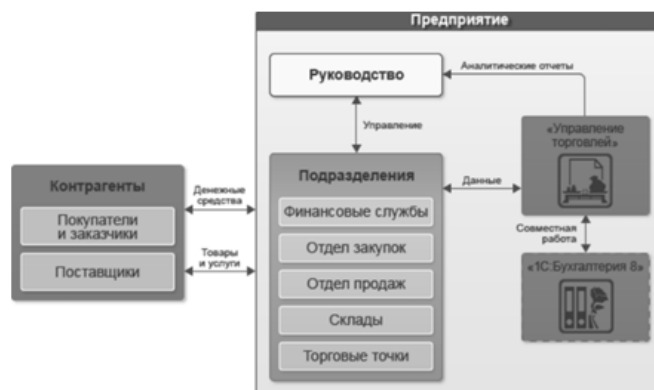 Предприятие
Руководство
Аналитические отчеты
Управление
«Управление
торговлей»
Контрагенты
Покупатели
и заказчики
Поставщики
Денежные
средства
Товары
и услуги
Подразделения
Финансовые службы
Отдел закупок
Отдел продаж
Склады
Торговые точки
Данные
Совместная
работа
«1С:Бухгалтерия 8»